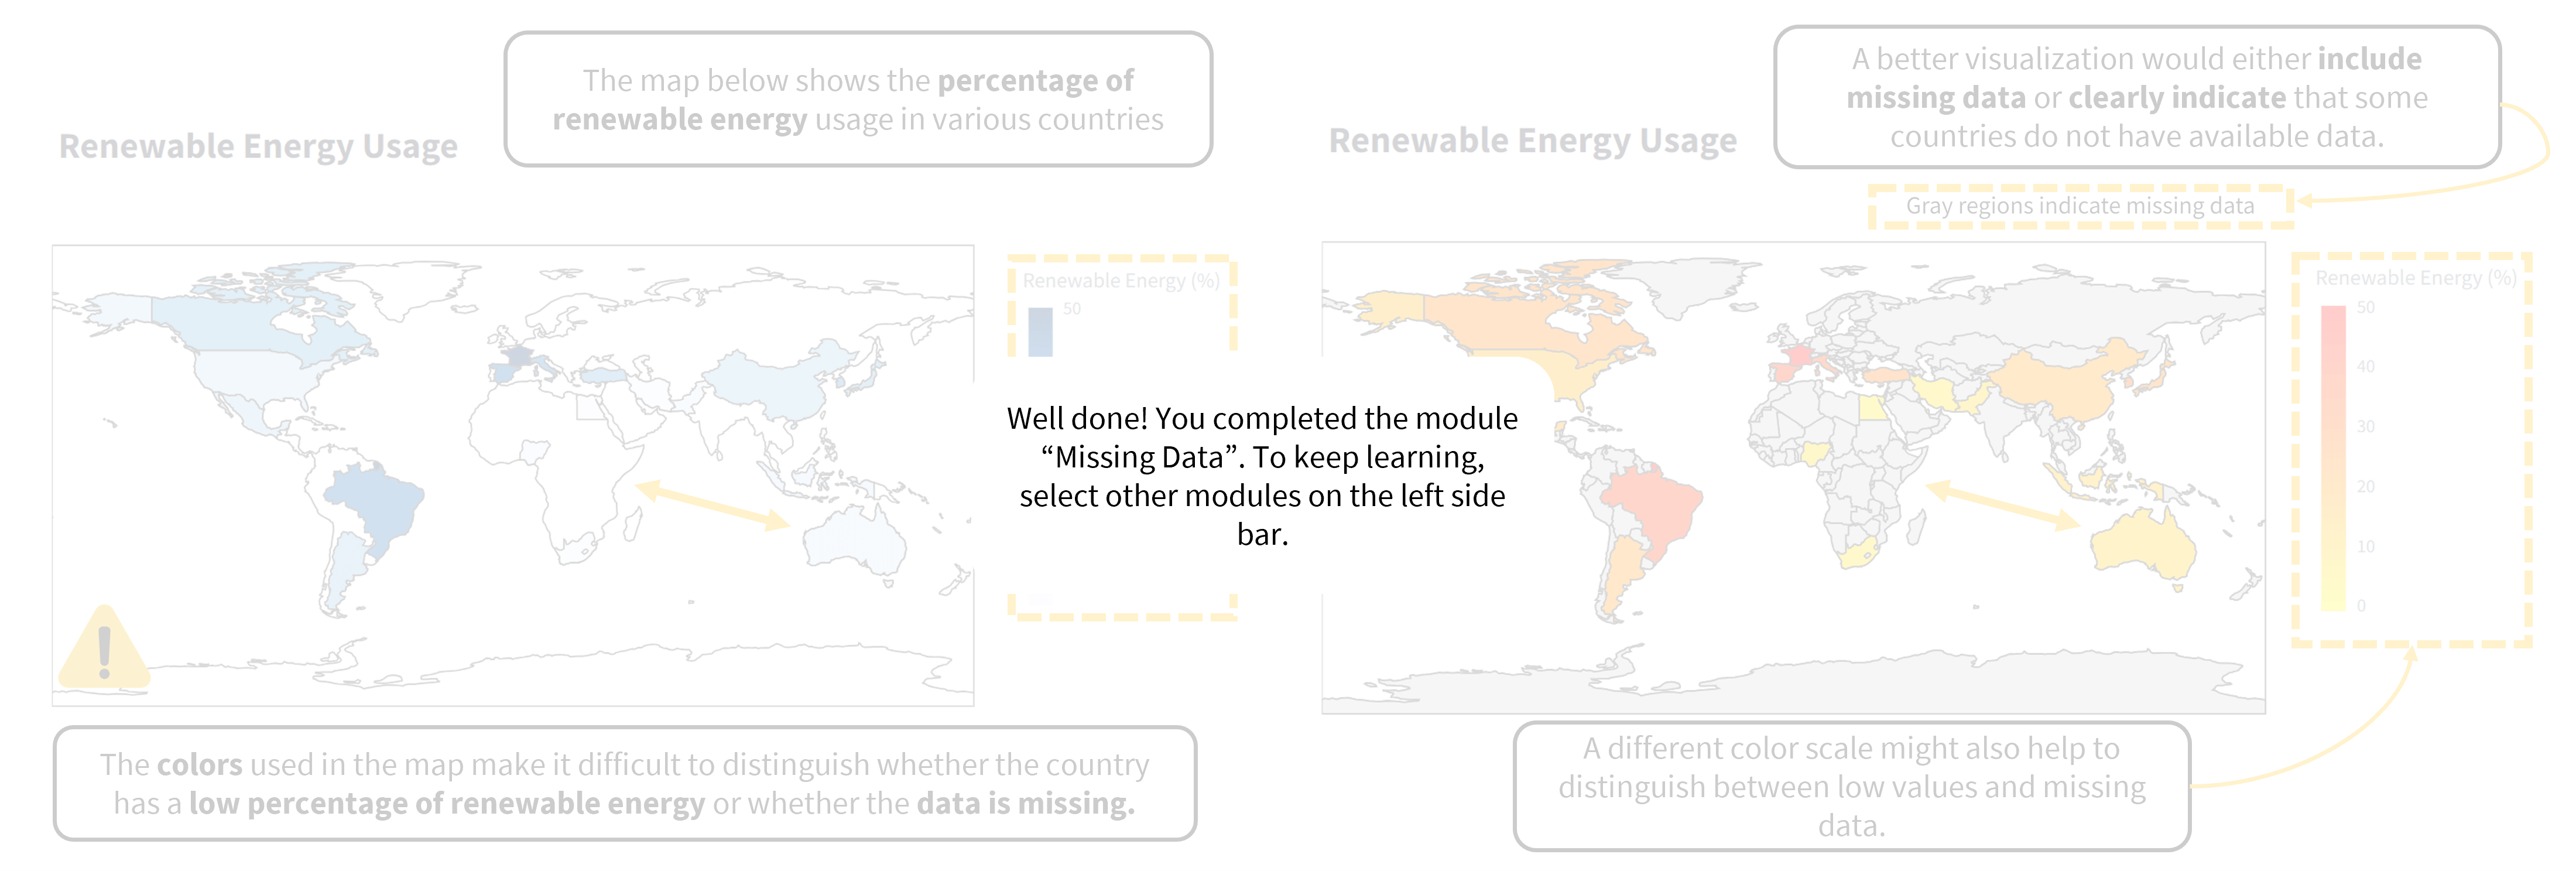 The map below shows the percentage of
renewable energy usage in various countries
Renewable Energy Usage
Renewable Energy (%)
50
The colors used in the map make it difficult to distinguish whether the country
has a low percentage of renewable energy or whether the data is missing.
Well done! You completed the module
“Missing Data”. To keep learning,
select other modules on the left side
bar.
A better visualization would either include
missing data or clearly indicate that some
countries do not have available data.
Renewable Energy Usage
Gray regions indicate missing data
Renewable Energy (%)
50
40
30
20
10
0
A different color scale might also help to
distinguish between low values and missing
data.